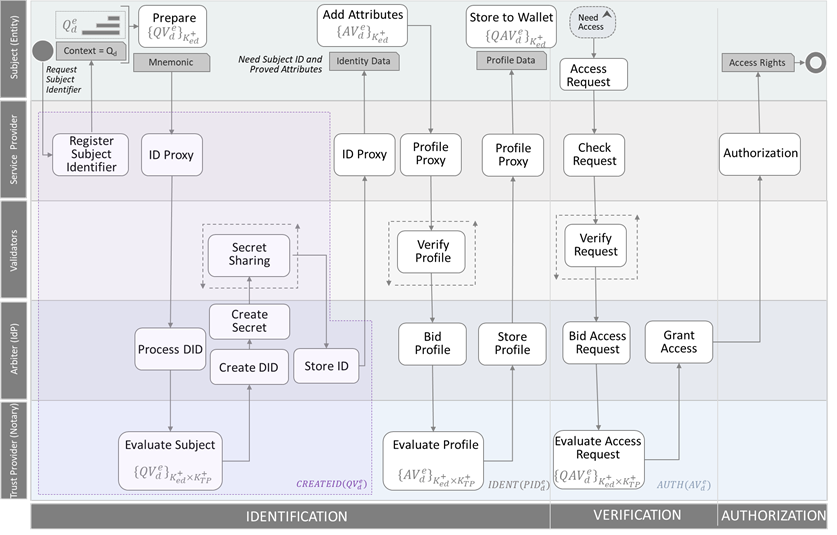 Subject (Entity)
Q_d^e
Context = Q_d
Request
Subject
Identifier
Prepare
{QV_d^e}_{K_{ed}^+}
Mnemonic
Need Subject ID and
Proved Attributes
Add Attributes
{AV_d^e}_{K_{ed}^+}
Identity Data
Store to Wallet
{QAV_d^e}_{K_{ed}^+}
Profile Data
Need
Access
Access
Request
Access Rights
Service Provider
Register
Subject
Identifier
ID Proxy
ID Proxy
Profile
Proxy
Profile
Proxy
Check
Request
Authorization
Validators
Secret
Sharing
Verify
Profile
Verify
Request
Arbiter (IdP)
Process DID
Create
Secret
Create DID
Store ID
Bid
Profile
Store
Profile
Bid Access
Request
Grant
Access
Trust Provider (Notary)
Evaluate Subject
{QV_d^e}_{K_{ed}^+×K_{TP}^+}
CREATEID(QV_d^e)
Evaluate Profile
{AV_d^e}_{K_{ed}^+×K_{TP}^+}
IDENT(PID_d^e)
Evaluate Access
Request
{QAV_d^e}_{K_{ed}^+×K_{TP}^+}
AUTH(AV_d^e)
IDENTIFICATION
VERIFICATION
AUTHORIZATION